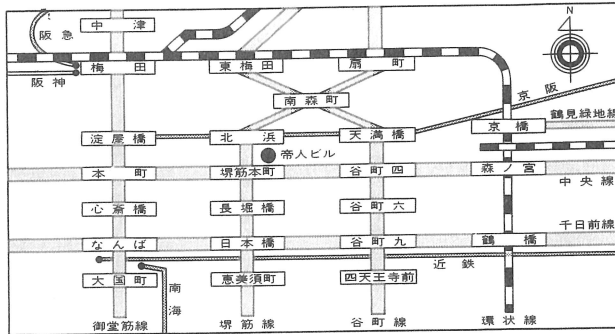 阪急
中津
N
梅田
東梅田
扇町
阪神
南森町
京阪
鶴見緑地線
淀屋橋
北浜
天満橋
京橋
帝人ビル
本町
堺筋本町
谷町四
森ノ宮
中央線
心斎橋
長堀橋
谷町六
千日前線
なんば
日本橋
谷町九
鶴橋
近鉄
大国町
南海
恵美須町
四天王寺前
御堂筋線
堺筋線
谷町線
環状線